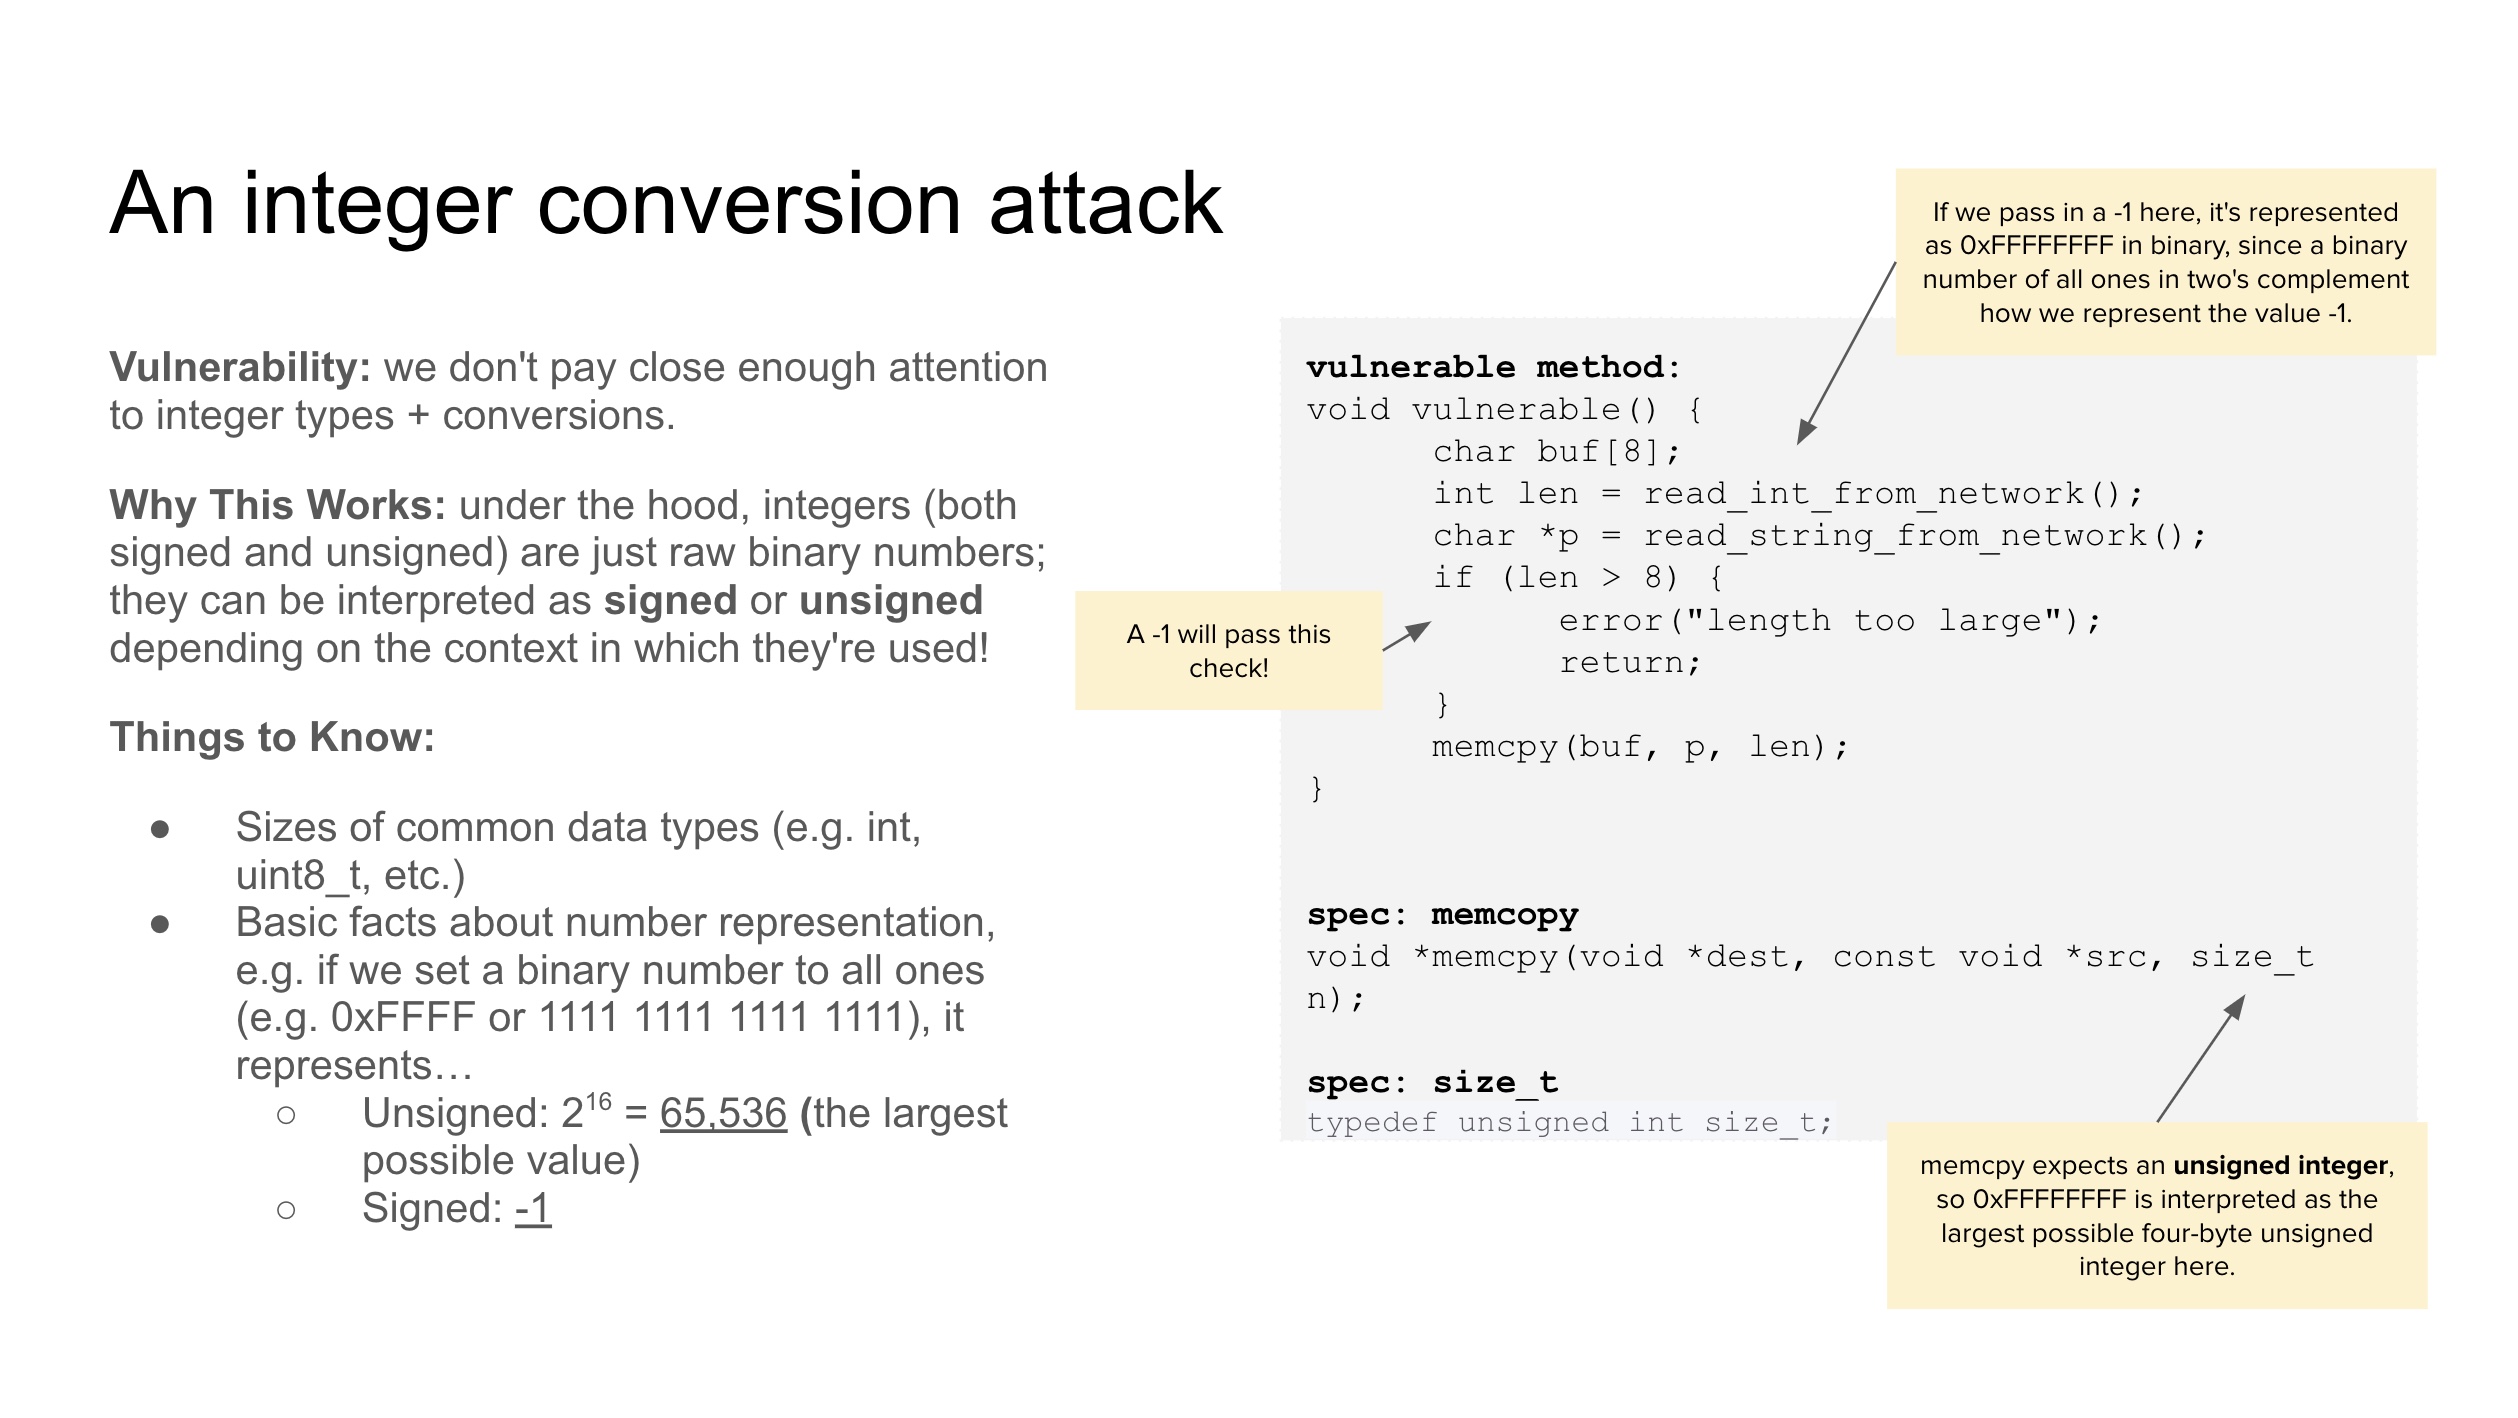 An integer conversion attack
Vulnerability: we don't pay close enough attention
to integer types + conversions.
Why This Works: under the hood, integers (both
signed and unsigned) are just raw binary numbers;
they can be interpreted as signed or unsigned
depending on the context in which they're used!
Things to Know:
● Sizes of common data types (e.g. int,
uint8_t, etc.)
● Basic facts about number representation,
e.g. if we set a binary number to all ones
(e.g. 0xFFFF or 1111 1111 1111 1111), it
represents…
○ Unsigned: 2^16 = 65,536 (the largest
possible value)
○ Signed: -1
If we pass in a -1 here, it's represented
as 0xFFFFFFFF in binary, since a binary
number of all ones in two's complement
how we represent the value -1.
vulnerable method:
void vulnerable() {
char buf[8];
int len = read_int_from_network();
char *p = read_string_from_network();
if (len > 8) {
error("length too large");
return;
}
memcpy(buf, p, len);
}
A -1 will pass this
check!
spec: memcopy
void *memcpy(void *dest, const void *src, size_t
n);
spec: size_t
typedef unsigned int size_t;
memcpy expects an unsigned integer,
so 0xFFFFFFFF is interpreted as the
largest possible four-byte unsigned
integer here.